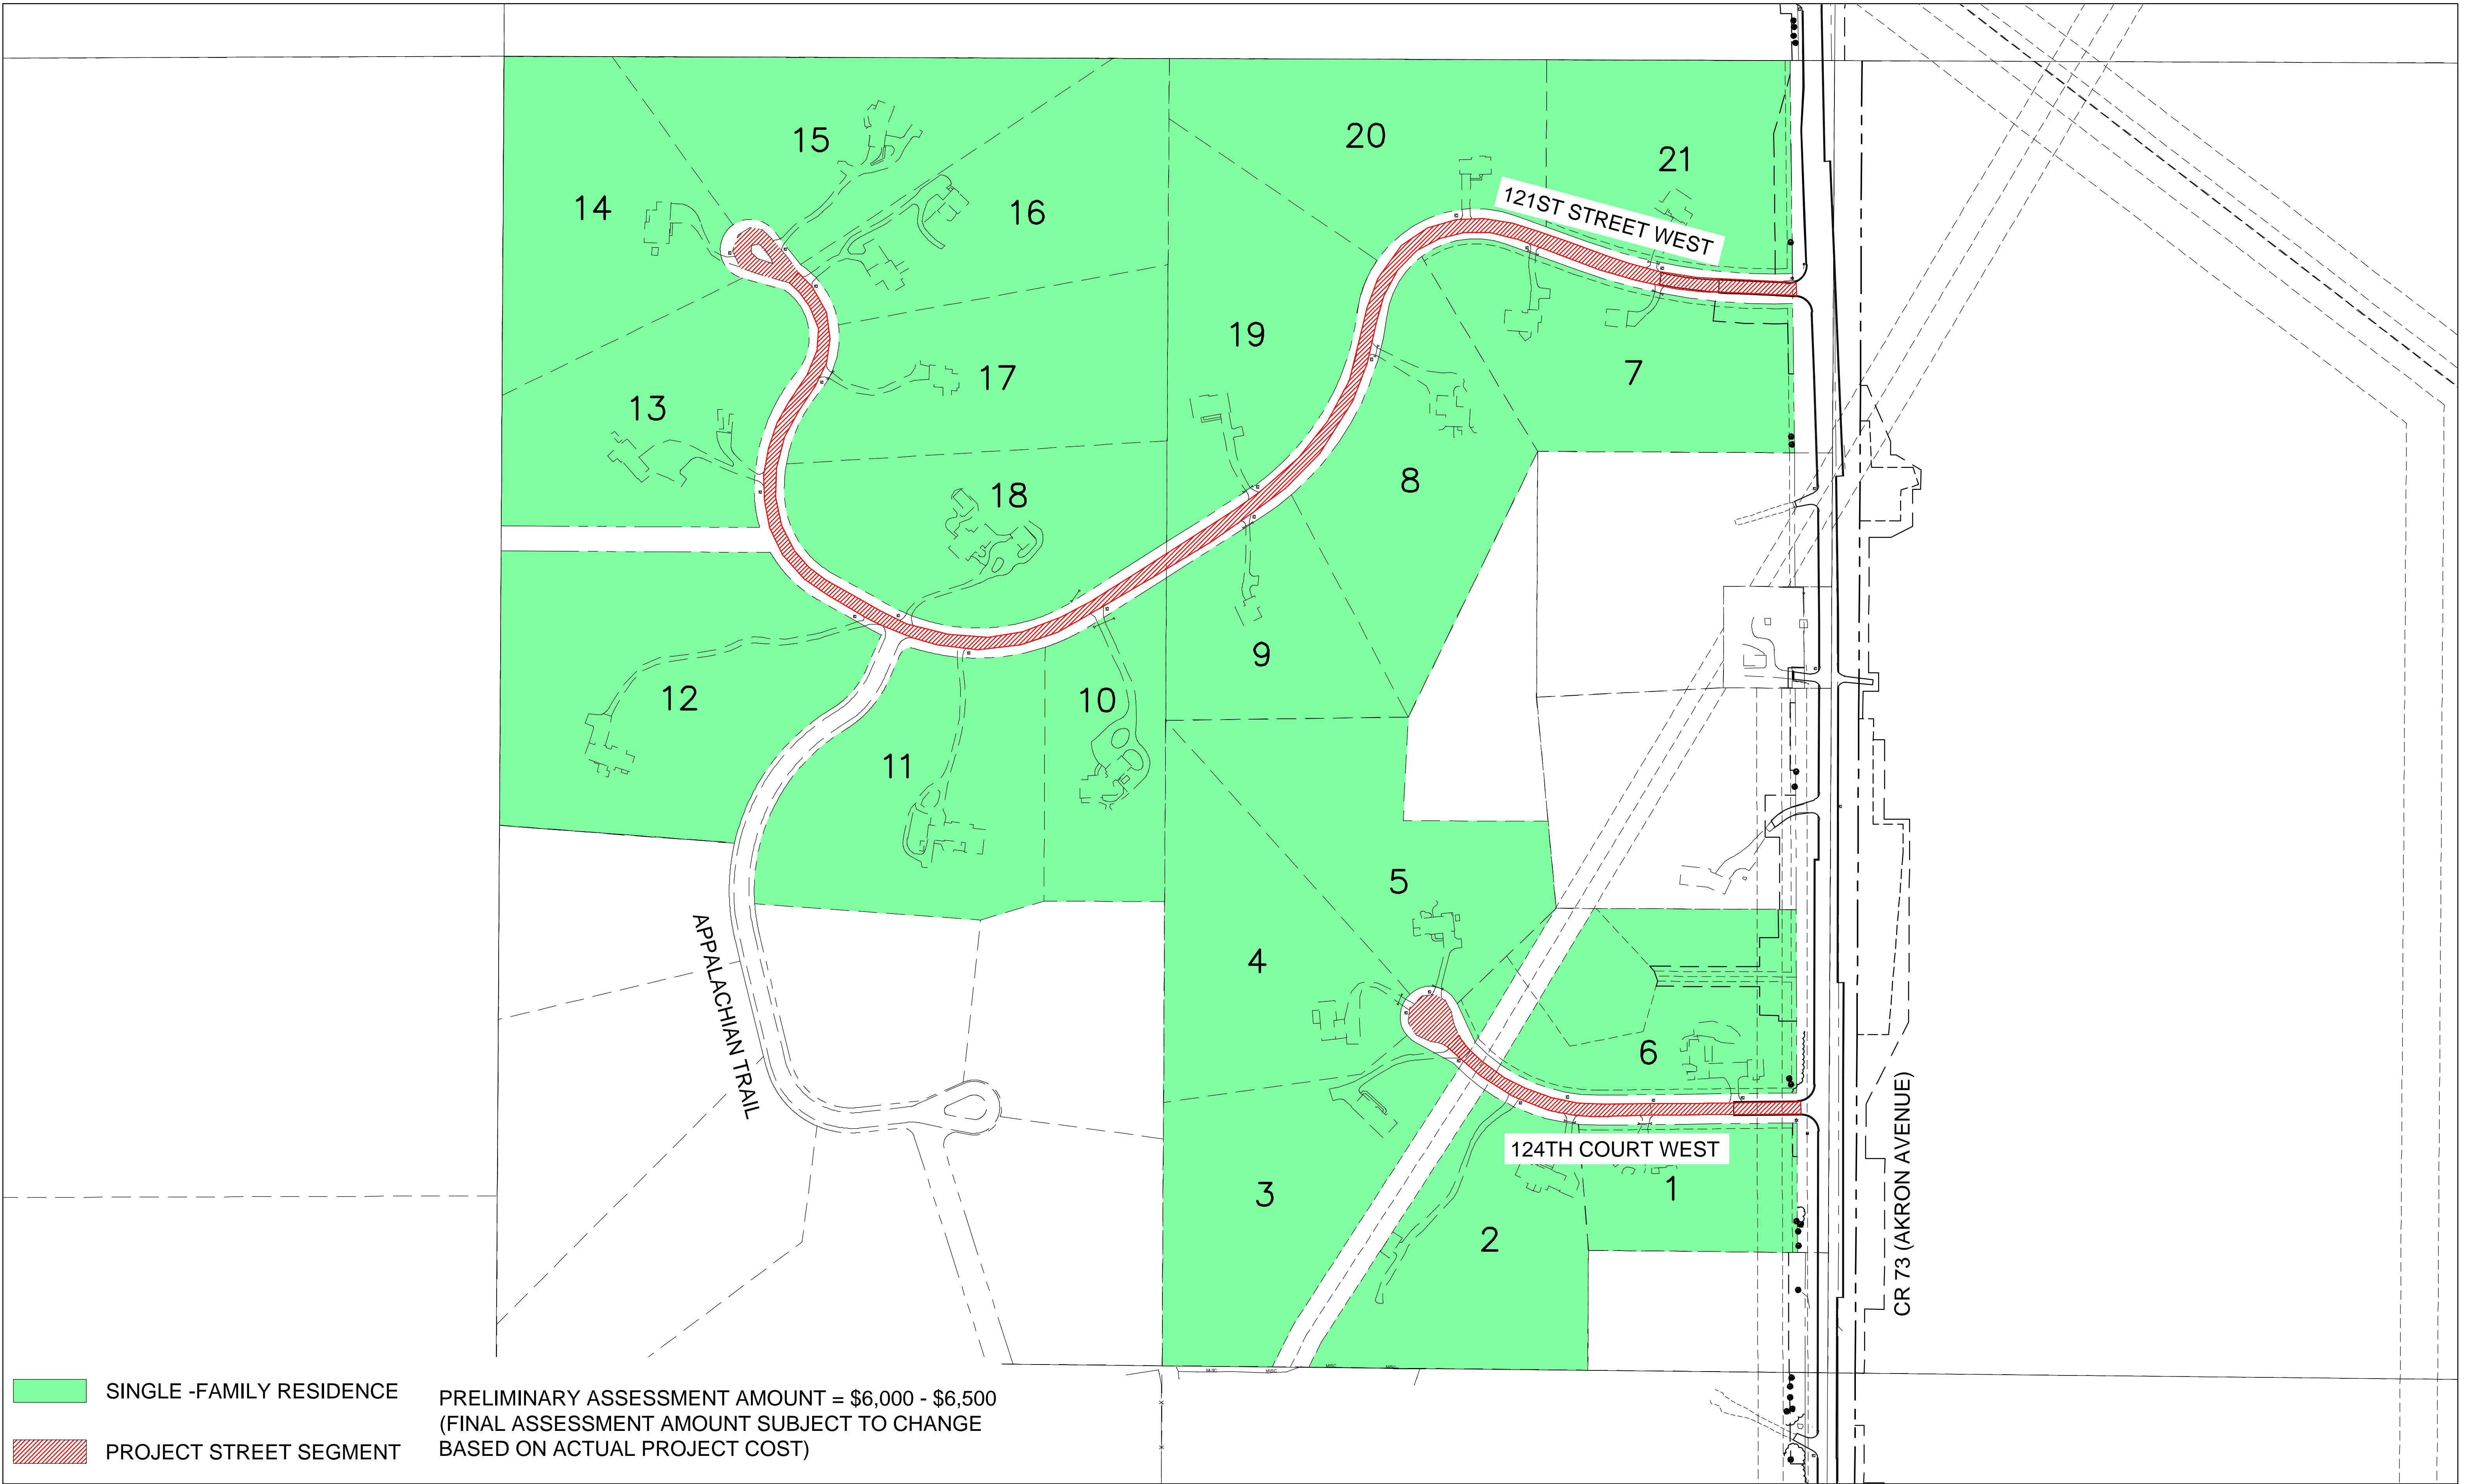 15
20
21
14
16
121ST STREET WEST
19
17
7
13
8
18
9
12
10
11
5
APPALACHIAN TRAIL
4
6
124TH COURT WEST
3
1
2
CR 73 (AKRON AVENUE)
SINGLE -FAMILY RESIDENCE
PROJECT STREET SEGMENT
PRELIMINARY ASSESSMENT AMOUNT = $6,000 - $6,500
(FINAL ASSESSMENT AMOUNT SUBJECT TO CHANGE
BASED ON ACTUAL PROJECT COST)